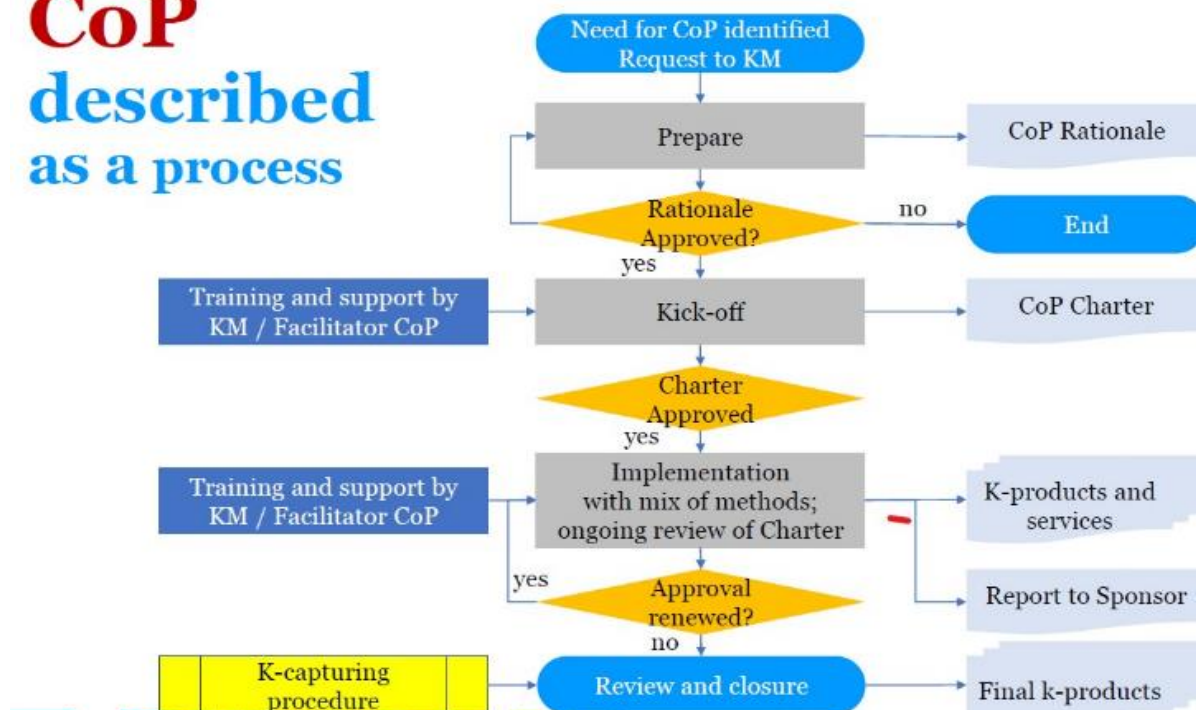 CoP
described
as a process
Need for CoP identified
Request to KM
Prepare
CoP Rationale
Rationale
Approved?
no
End
yes
Training and support by
KM / Facilitator CoP
Kick-off
CoP Charter
Charter
Approved
yes
Training and support by
KM / Facilitator CoP
Implementation
with mix of methods;
ongoing review of Charter
K-products and
services
yes
Approval
renewed?
Report to Sponsor
no
K-capturing
procedure
Review and closure
Final k-products